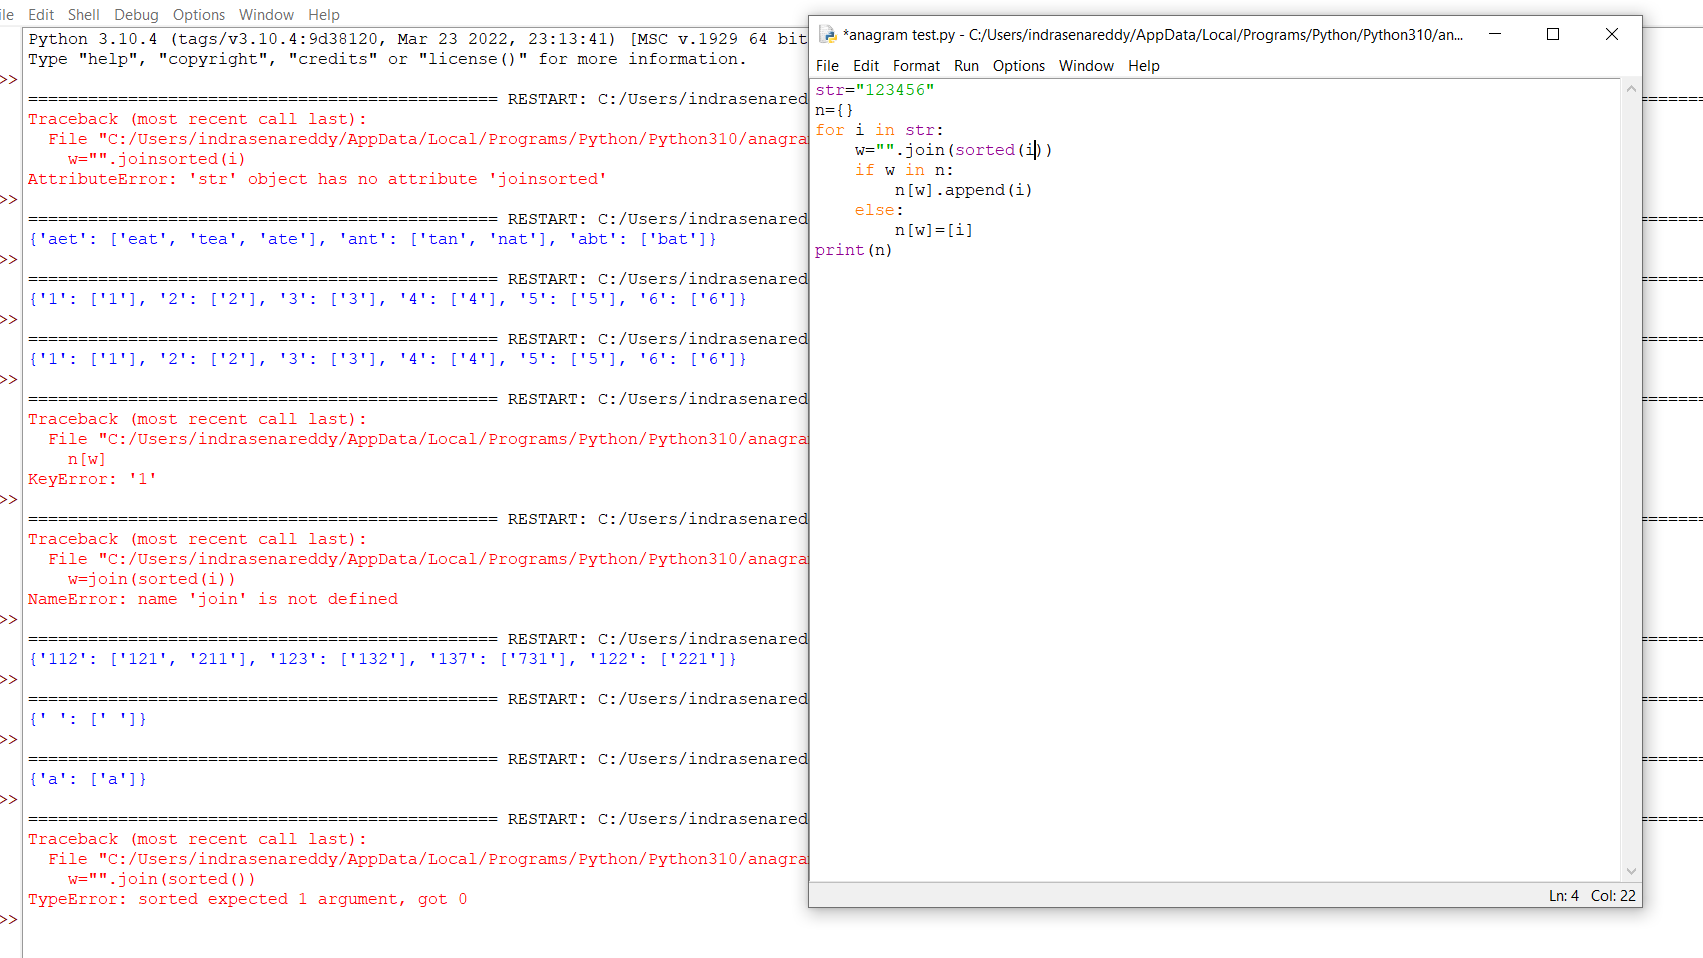 ile Edit Shell Debug Options Window Help
Python 3.10.4 (tags/v3.10.4:9d38120, Mar 23 2022, 23:13:41) [MSC v.1929 64 bit
Type "help", "copyright", "credits" or "license()" for more information.
>>
=============================================== RESTART: C:/Users/indrasenared
Traceback (most recent call last):
  File "C:/Users/indrasenareddy/AppData/Local/Programs/Python/Python310/anagra
    w="".joinsorted(i)
AttributeError: 'str' object has no attribute 'joinsorted'
>>
=============================================== RESTART: C:/Users/indrasenared
{'aet': ['eat', 'tea', 'ate'], 'ant': ['tan', 'nat'], 'abt': ['bat']}
>>
=============================================== RESTART: C:/Users/indrasenared
{'1': ['1'], '2': ['2'], '3': ['3'], '4': ['4'], '5': ['5'], '6': ['6']}
>>
=============================================== RESTART: C:/Users/indrasenared
{'1': ['1'], '2': ['2'], '3': ['3'], '4': ['4'], '5': ['5'], '6': ['6']}
>>
=============================================== RESTART: C:/Users/indrasenared
Traceback (most recent call last):
  File "C:/Users/indrasenareddy/AppData/Local/Programs/Python/Python310/anagra
    n[w]
KeyError: '1'
>>
=============================================== RESTART: C:/Users/indrasenared
Traceback (most recent call last):
  File "C:/Users/indrasenareddy/AppData/Local/Programs/Python/Python310/anagra
    w=join(sorted(i))
NameError: name 'join' is not defined
>>
=============================================== RESTART: C:/Users/indrasenared
{'112': ['121', '211'], '123': ['132'], '137': ['731'], '122': ['221']}
>>
=============================================== RESTART: C:/Users/indrasenared
{' ': [' ']}
>>
=============================================== RESTART: C:/Users/indrasenared
{'a': ['a']}
>>
=============================================== RESTART: C:/Users/indrasenared
Traceback (most recent call last):
  File "C:/Users/indrasenareddy/AppData/Local/Programs/Python/Python310/anagra
    w="".join(sorted())
TypeError: sorted expected 1 argument, got 0
>>
*anagram test.py - C:/Users/indrasenareddy/AppData/Local/Programs/Python/Python310/an...
File Edit Format Run Options Window Help
str="123456"
n={}
for i in str:
    w="".join(sorted(i))
    if w in n:
        n[w].append(i)
    else:
        n[w]=[i]
print(n)
Ln: 4 Col: 22